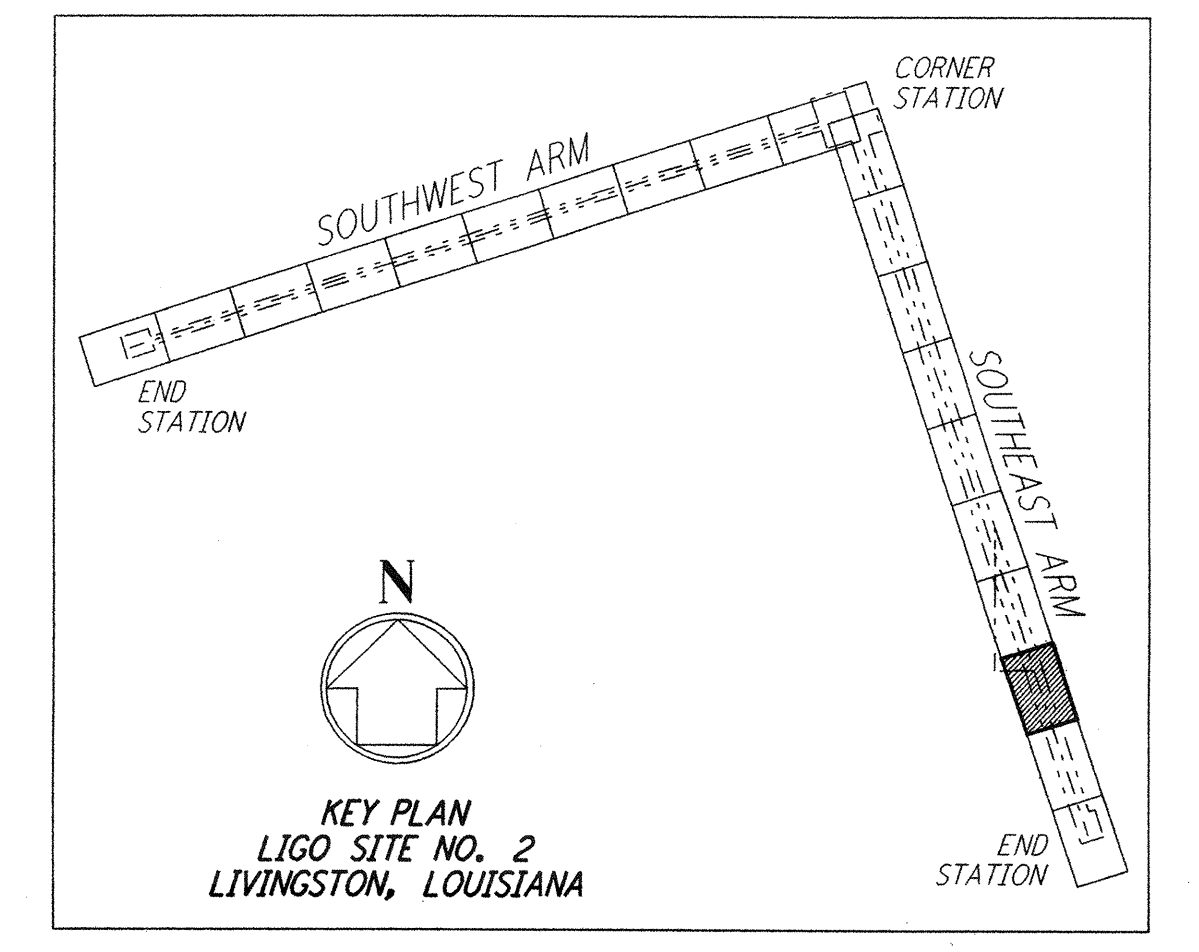 CORNER
STATION
SOUTHWEST ARM
END
STATION
SOUTHEAST ARM
N
KEY PLAN
LIGO SITE NO. 2
LIVINGSTON, LOUISIANA
END
STATION